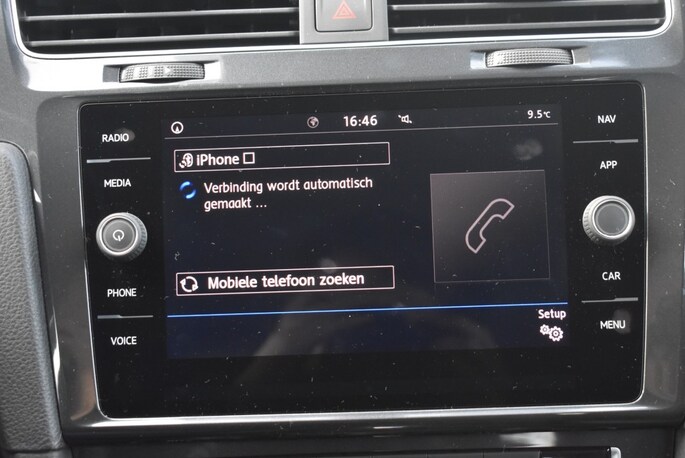 RADIO
MEDIA
PHONE
VOICE
16:46
9.5°C
iPhone □
Verbinding wordt automatisch
gemaakt ...
Mobiele telefoon zoeken
Setup
NAV
APP
CAR
MENU